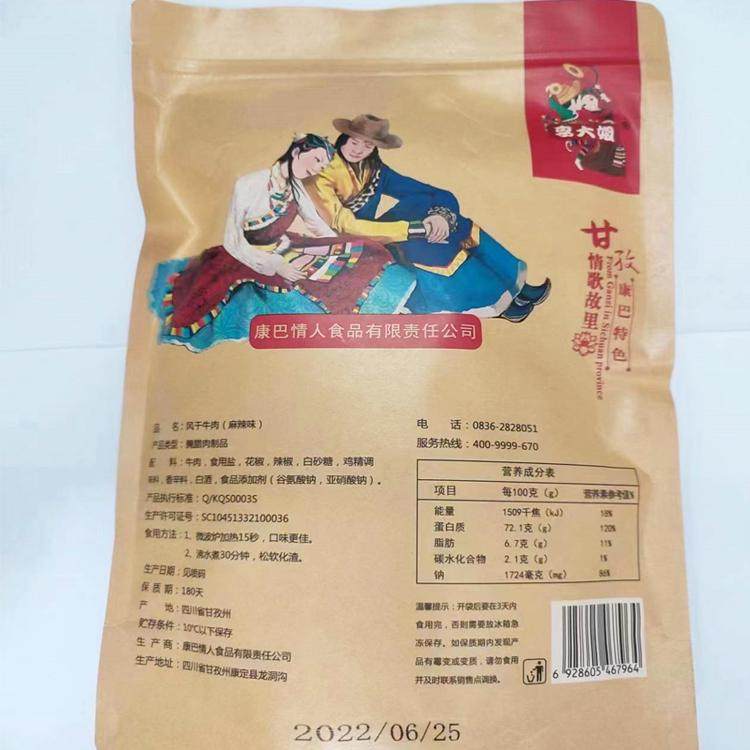 甘孜
康巴特色
情歌故里
From Ganzi in Sichuan province
康巴情人食品有限责任公司
品 名：风干牛肉（麻辣味）
产品类型：腌腊肉制品
配 料：牛肉，食用盐，花椒，辣椒，白砂糖，鸡精调
味料，香辛料，白酒，食品添加剂（谷氨酸钠，亚硝酸钠）。
产品执行标准：Q/KQS0003S
生产许可证号：SC10451332100036
食用方法：1、微波炉加热15秒，口味更佳。
2、沸水煮30分钟，松软化渣。
生产日期：见喷码
保 质 期：180天
产 地：四川省甘孜州
贮存条件：10℃以下保存
生 产 商：康巴情人食品有限责任公司
生产地址：四川省甘孜州康定县龙洞沟
电 话：0836-2828051
服务热线：400-9999-670
营养成分表
项目 每100克（g） 营养素参考值%
能量 1509千焦（kJ） 18%
蛋白质 72.1克（g） 120%
脂肪 6.7克（g） 11%
碳水化合物 2.1克（g） 1%
钠 1724毫克（mg） 86%
温馨提示：开袋后要在3天内
食用完，否则需要放冰箱急
冻保存。如保质期内发现产
品有霉变或变质，请勿食用
并及时联系销售点调换。
6 928605 467964
2022/06/25